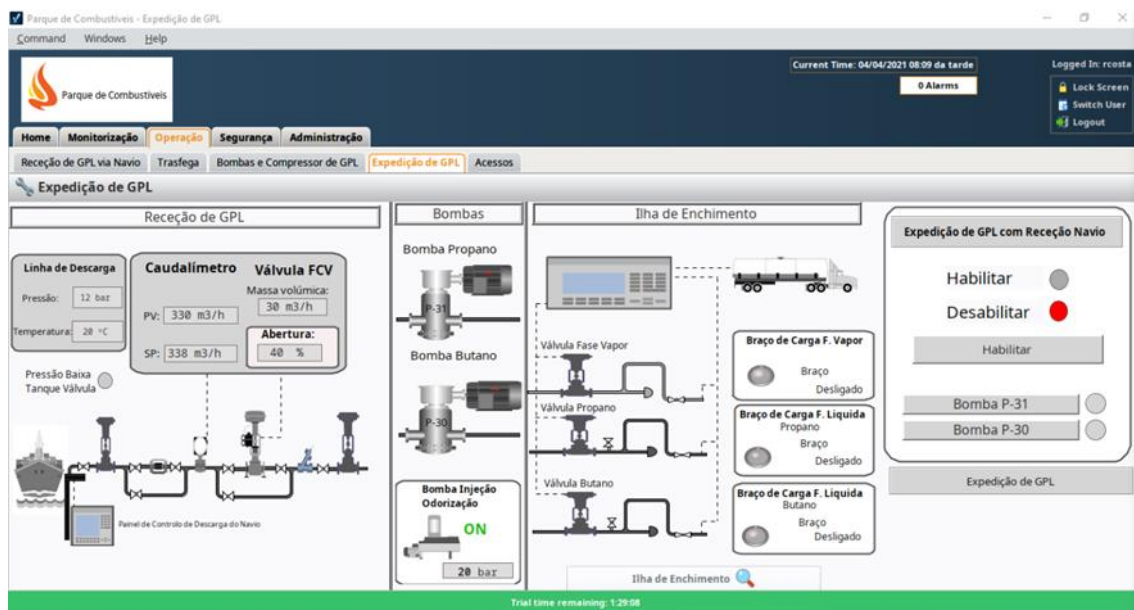 Parque de Combustíveis - Expedição de GPL
Command Windows Help
Parque de Combustíveis
Current Time: 04/04/2021 08:09 da tarde
0 Alarms
Logged In: rcosta
Lock Screen
Switch User
Logout
Home Monitorização Operação Segurança Administração
Receção de GPL via Navio Trasfega Bombas e Compressor de GPL Expedição de GPL Acessos
Expedição de GPL
Receção de GPL
Linha de Descarga
Pressão: 12 bar
Temperatura: 20 ºC
Caudalímetro
PV: 330 m3/h
SP: 338 m3/h
Válvula FCV
Massa volúmica:
30 m3/h
Abertura:
40 %
Pressão Baixa
Tanque Válvula
Painel de Controlo de Descarga do Navio
Bombas
Bomba Propano
P-31
Bomba Butano
P-30
Bomba Injeção
Odorização
ON
20 bar
Ilha de Enchimento
Válvula Fase Vapor
Válvula Propano
Válvula Butano
Braço de Carga F. Vapor
Braço
Desligado
Braço de Carga F. Liquida
Propano
Braço
Desligado
Braço de Carga F. Liquida
Butano
Braço
Desligado
Ilha de Enchimento
Expedição de GPL com Receção Navio
Habilitar
Desabilitar
Habilitar
Bomba P-31
Bomba P-30
Expedição de GPL
Trial time remaining: 1:29:08